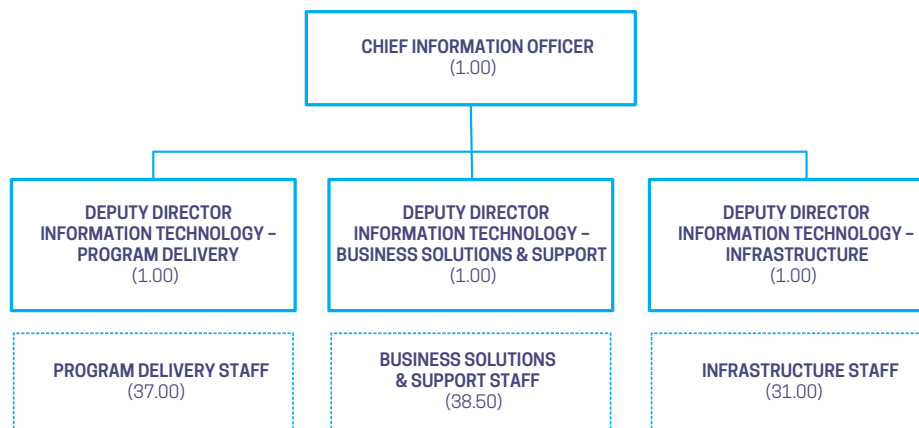 CHIEF INFORMATION OFFICER
(1.00)
DEPUTY DIRECTOR
INFORMATION TECHNOLOGY –
PROGRAM DELIVERY
(1.00)
DEPUTY DIRECTOR
INFORMATION TECHNOLOGY –
BUSINESS SOLUTIONS & SUPPORT
(1.00)
DEPUTY DIRECTOR
INFORMATION TECHNOLOGY –
INFRASTRUCTURE
(1.00)
PROGRAM DELIVERY STAFF
(37.00)
BUSINESS SOLUTIONS
& SUPPORT STAFF
(38.50)
INFRASTRUCTURE STAFF
(31.00)